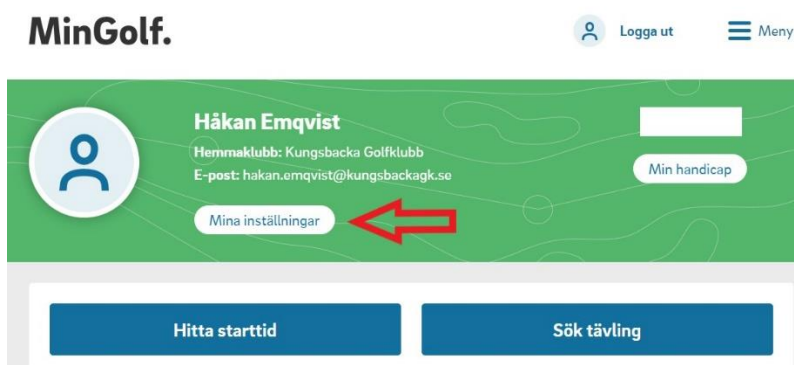 MinGolf.
Logga ut
Meny
Håkan Emqvist
Hemmaklubb: Kungsbacka Golfklubb
E-post: hakan.emqvist@kungsbackagk.se
Min handicap
Mina inställningar
Hitta starttid
Sök tävling